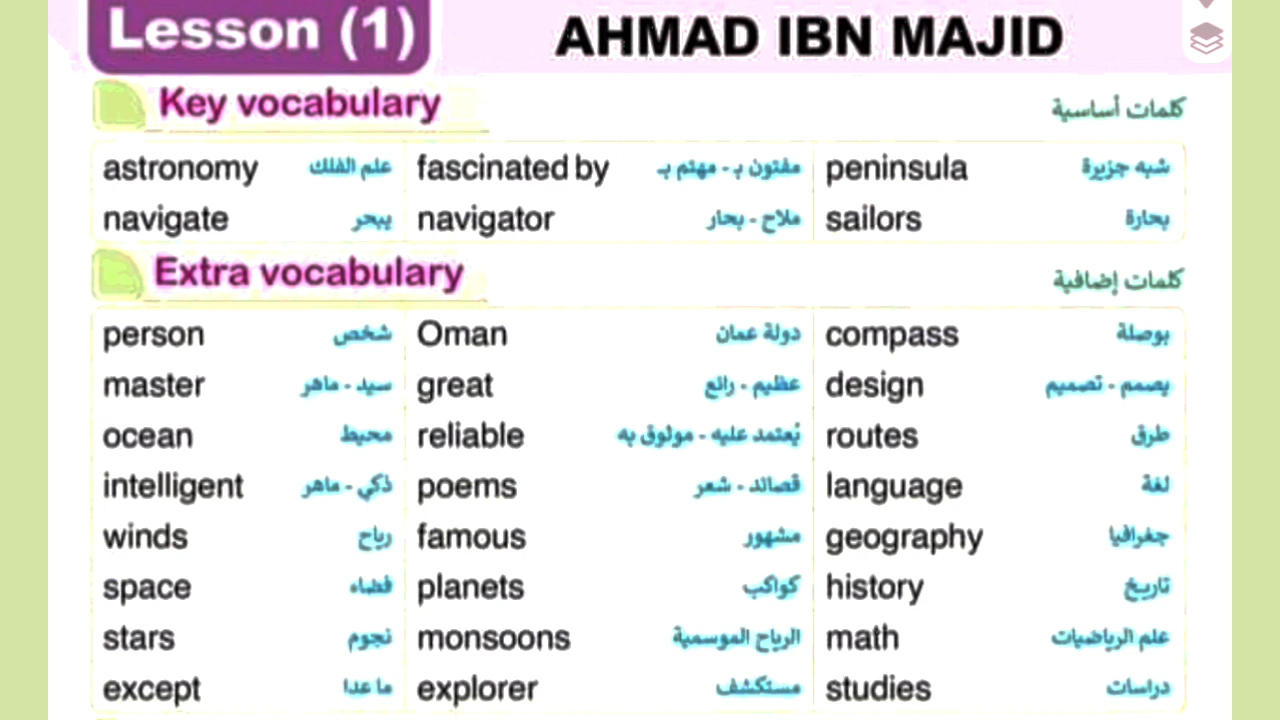 Lesson (1) AHMAD IBN MAJID
Key vocabulary كلمات أساسية
astronomy علم الفلك fascinated by مفتون بـ - مهتم بـ peninsula شبه جزيرة
navigate يبحر navigator ملاح - بحار sailors بحارة
Extra vocabulary كلمات إضافية
person شخص Oman دولة عمان compass بوصلة
master سيد - ماهر great عظيم - رائع design يصمم - تصميم
ocean محيط reliable يُعتمد عليه - موثوق به routes طرق
intelligent ذكي - ماهر poems قصائد - شعر language لغة
winds رياح famous مشهور geography جغرافيا
space فضاء planets كواكب history تاريخ
stars نجوم monsoons الرياح الموسمية math علم الرياضيات
except ما عدا explorer مستكشف studies دراسات